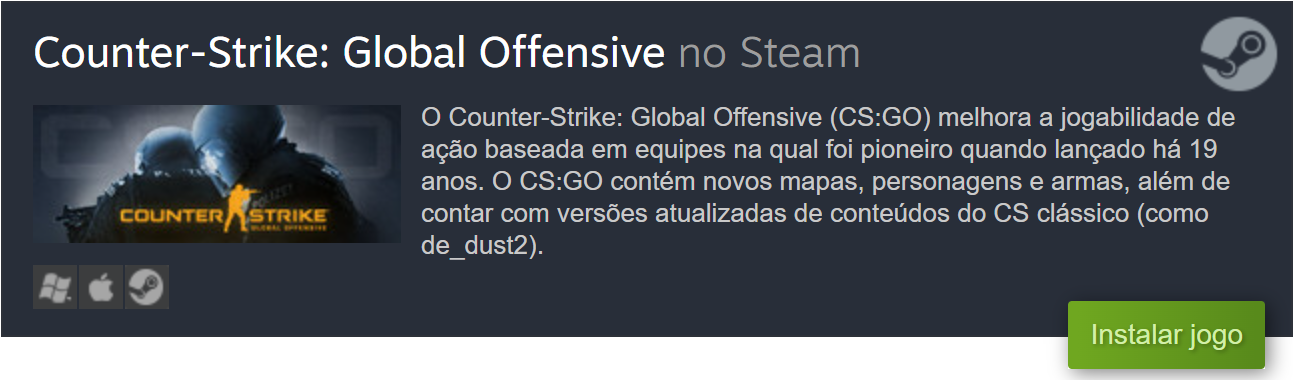 Counter-Strike: Global Offensive no Steam
O Counter-Strike: Global Offensive (CS:GO) melhora a jogabilidade de
ação baseada em equipes na qual foi pioneiro quando lançado há 19
anos. O CS:GO contém novos mapas, personagens e armas, além de
contar com versões atualizadas de conteúdos do CS clássico (como
de_dust2).
POLIZEI
COUNTER STRIKE
GLOBAL OFFENSIVE
Instalar jogo